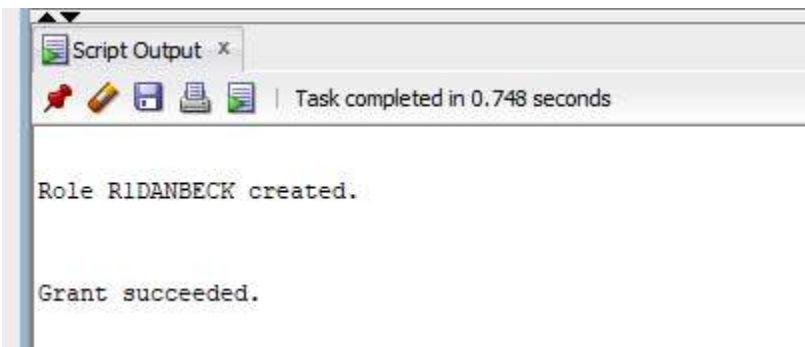 Script Output x
Task completed in 0.748 seconds
Role R1DANBECK created.
Grant succeeded.